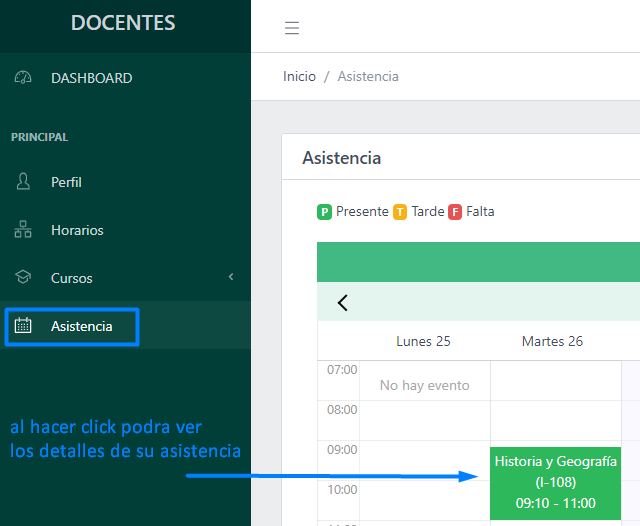 DOCENTES
DASHBOARD
PRINCIPAL
Perfil
Horarios
Cursos
Asistencia
al hacer click podra ver
los detalles de su asistencia
Inicio / Asistencia
Asistencia
P Presente T Tarde F Falta
Lunes 25 Martes 26
07:00
No hay evento
08:00
09:00
Historia y Geografía
(I-108)
10:00
09:10 - 11:00